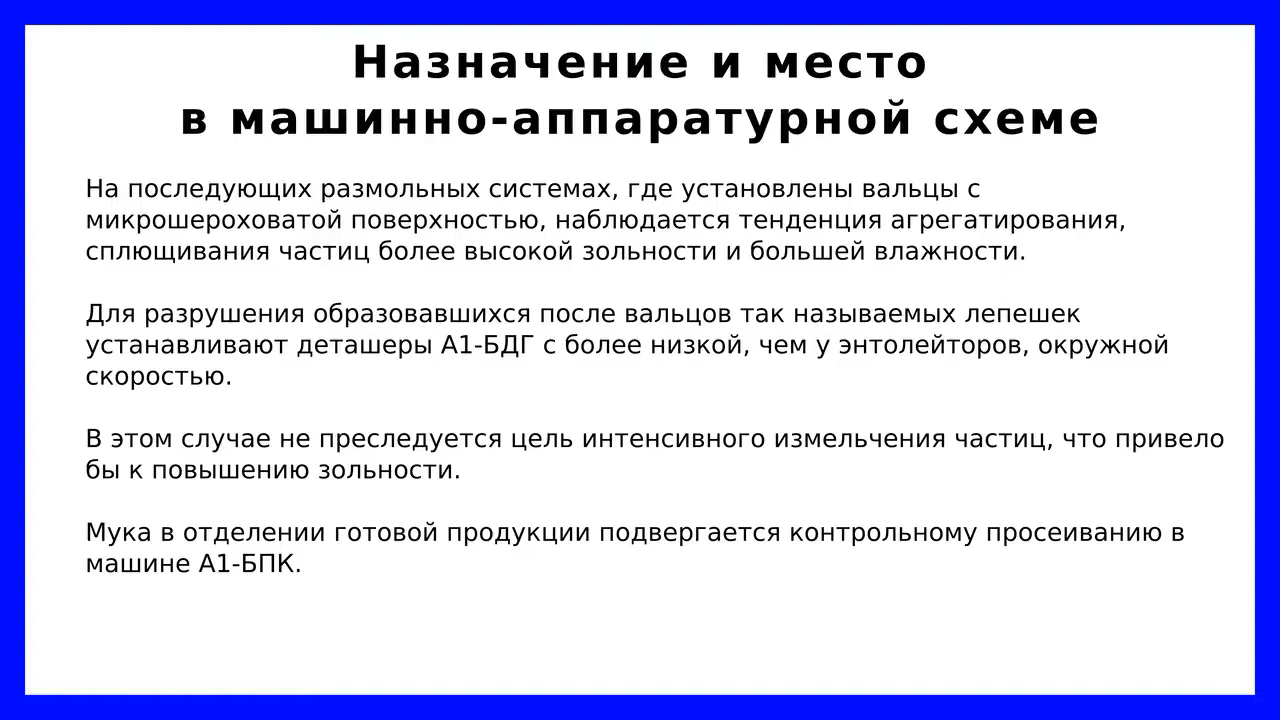 Назначение и место
в машинно-аппаратурной схеме
На последующих размольных системах, где установлены вальцы с
микрошероховатой поверхностью, наблюдается тенденция агрегатирования,
сплющивания частиц более высокой зольности и большей влажности.
Для разрушения образовавшихся после вальцов так называемых лепешек
устанавливают деташеры А1-БДГ с более низкой, чем у энтолейторов, окружной
скоростью.
В этом случае не преследуется цель интенсивного измельчения частиц, что привело
бы к повышению зольности.
Мука в отделении готовой продукции подвергается контрольному просеиванию в
машине А1-БПК.